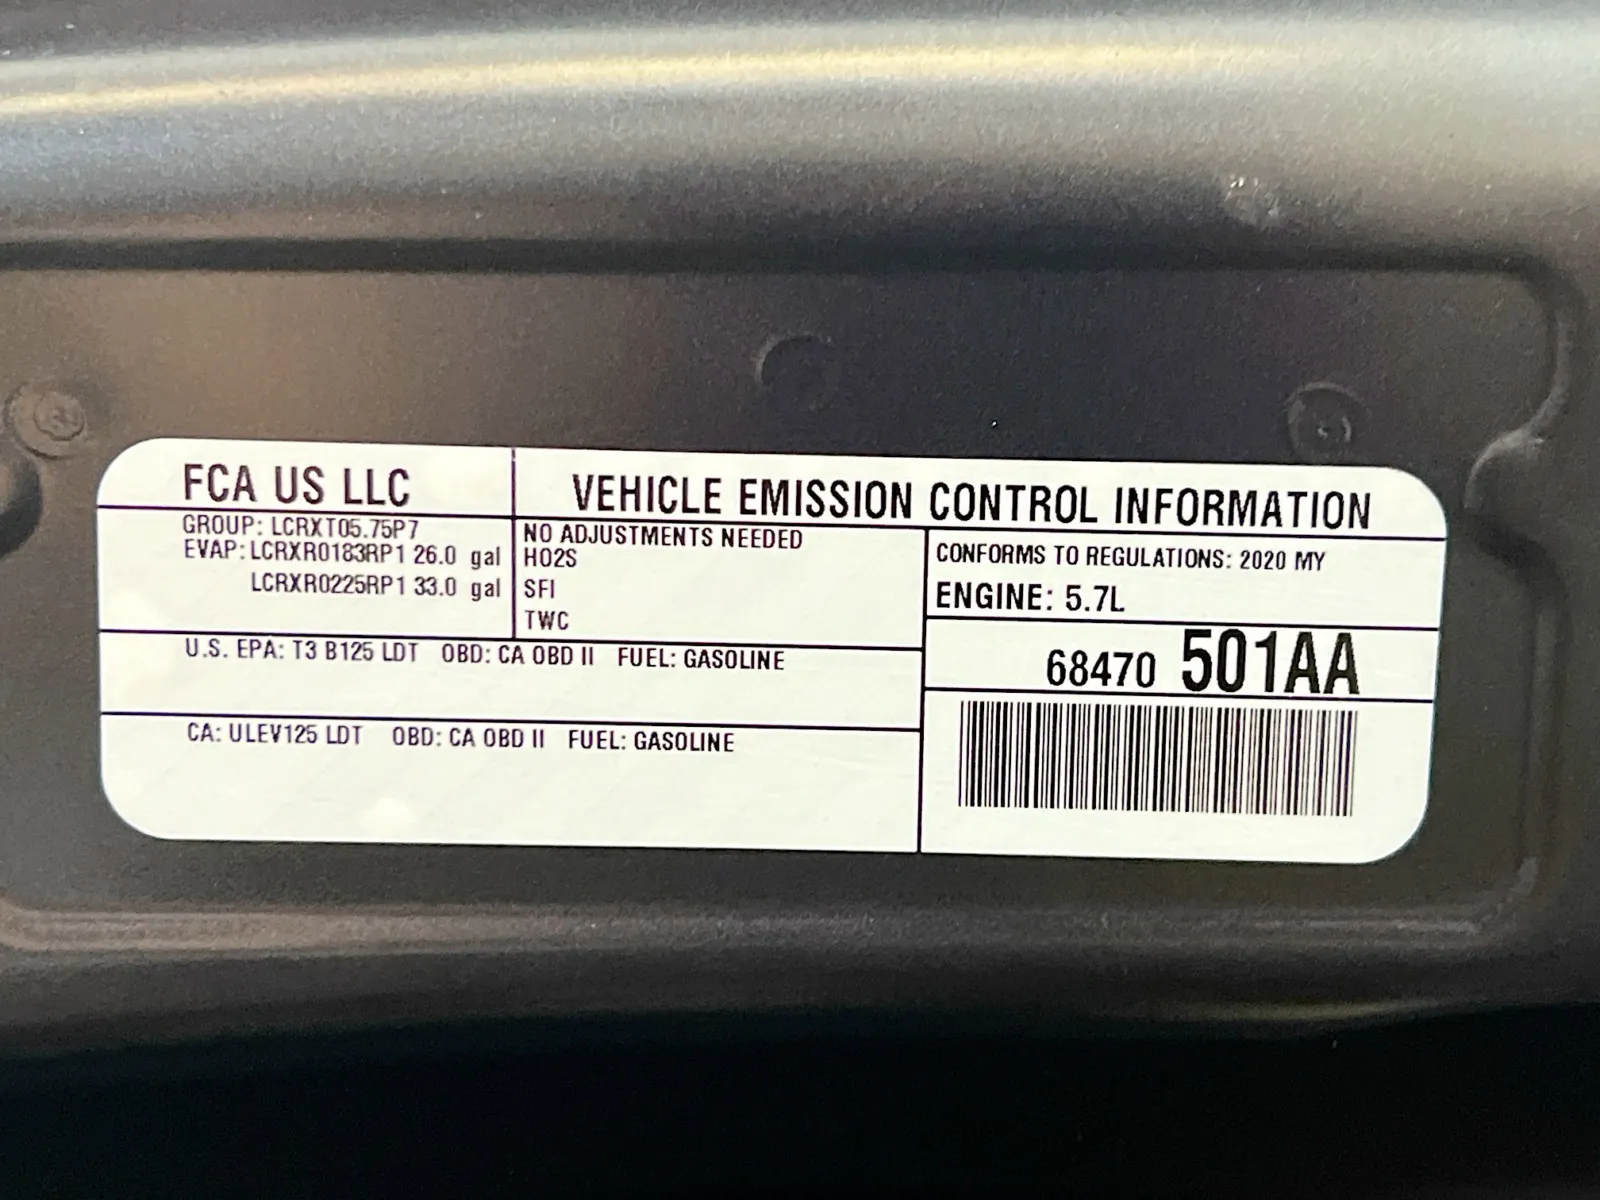 FCA US LLC
VEHICLE EMISSION CONTROL INFORMATION
GROUP: LCRXT05.75P7
EVAP: LCRXR0183RP1 26.0 gal
LCRXR0225RP1 33.0 gal
NO ADJUSTMENTS NEEDED
HO2S
SFI
TWC
CONFORMS TO REGULATIONS: 2020 MY
ENGINE: 5.7L
68470 501AA
U.S. EPA: T3 B125 LDT OBD: CA OBD II FUEL: GASOLINE
CA: ULEV125 LDT OBD: CA OBD II FUEL: GASOLINE